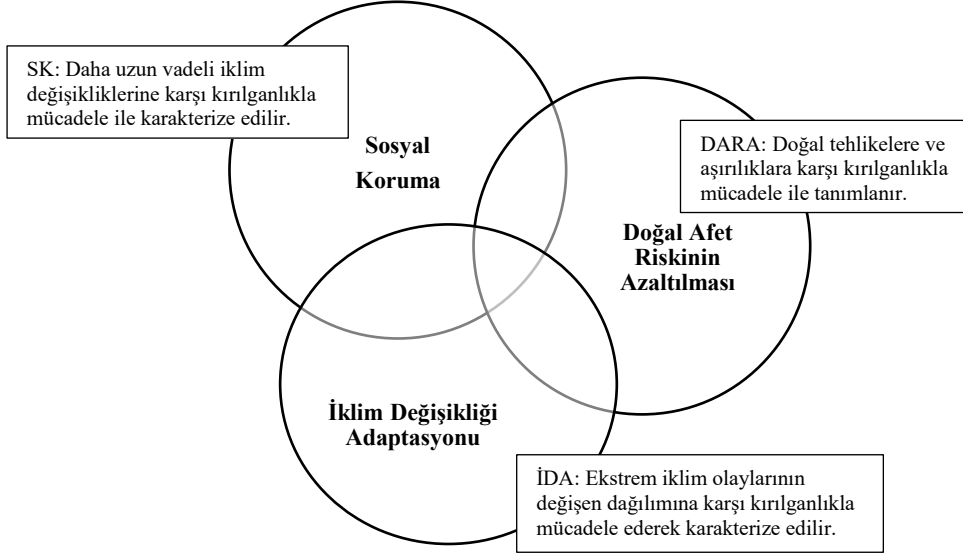 SK: Daha uzun vadeli iklim
değişikliklerine karşı kırılganlıkla
mücadele ile karakterize edilir.
Sosyal
Koruma
DARA: Doğal tehlikelere ve
aşırılıklara karşı kırılganlıkla
mücadele ile tanımlanır.
Doğal Afet
Riskinin
Azaltılması
İklim Değişikliği
Adaptasyonu
İDA: Ekstrem iklim olaylarının
değişen dağılımına karşı kırılganlıkla
mücadele ederek karakterize edilir.